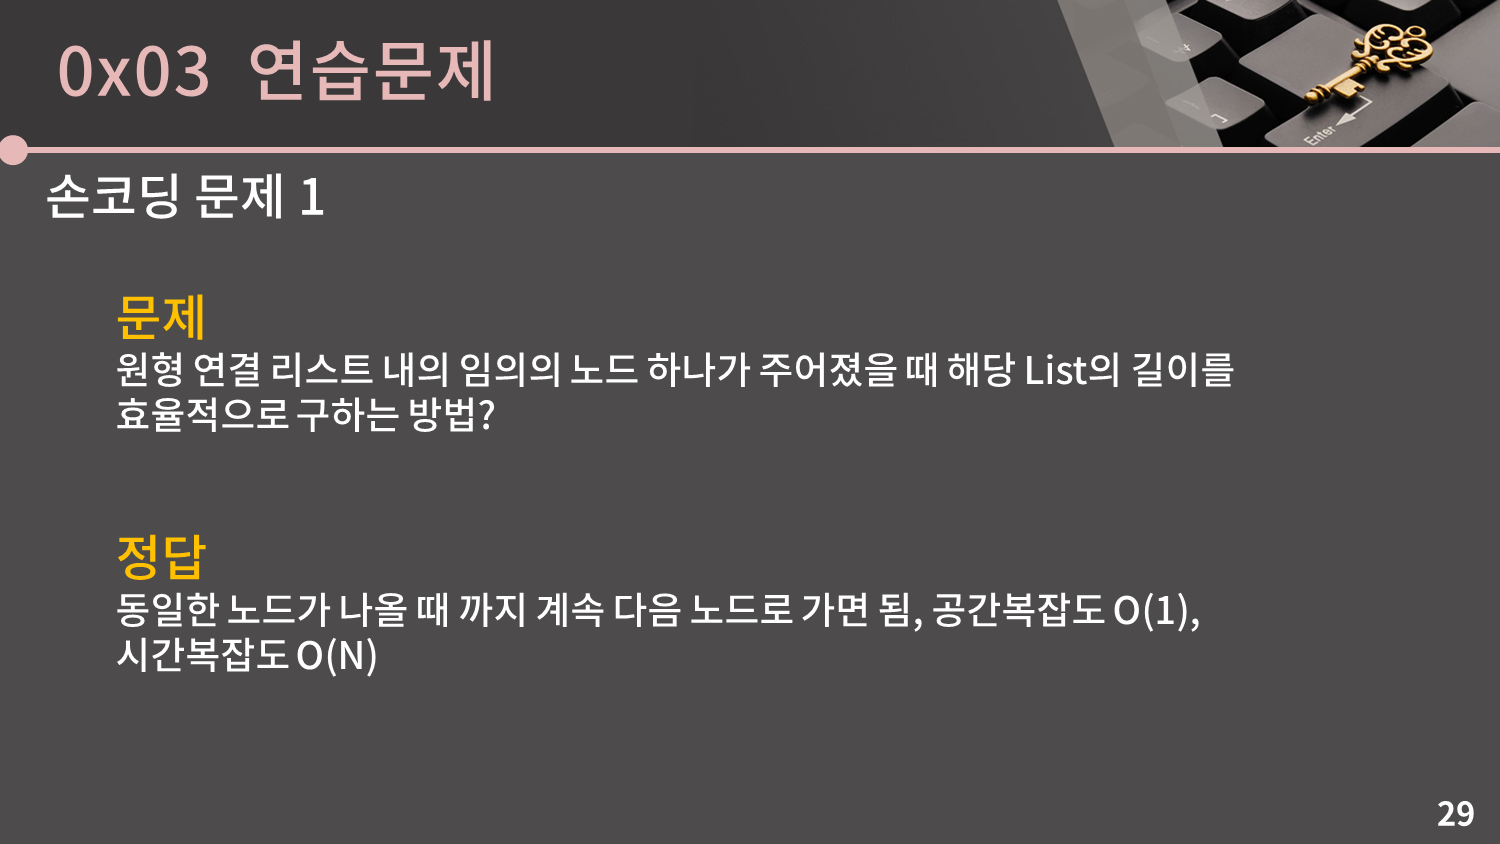 0x03 연습문제
Enter
손코딩 문제 1
문제
원형 연결 리스트 내의 임의의 노드 하나가 주어졌을 때 해당 List의 길이를
효율적으로 구하는 방법?
정답
동일한 노드가 나올 때 까지 계속 다음 노드로 가면 됨, 공간복잡도 O(1),
시간복잡도 O(N)
29